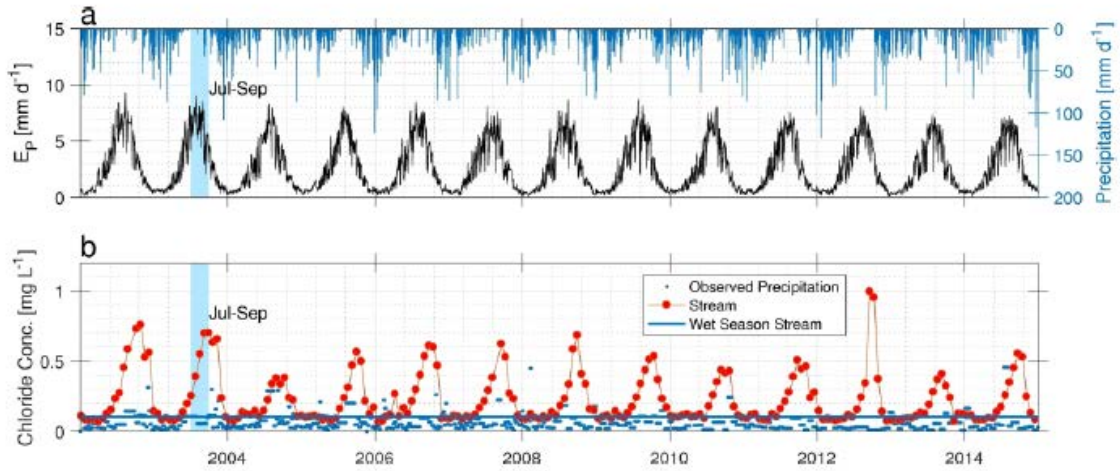 a
15
10
5
0
E_P [mm d⁻¹]
Jul-Sep
0
50
100
150
200
Precipitation [mm d⁻¹]
b
1
0.5
0
Chloride Conc. [mg L⁻¹]
Jul-Sep
Observed Precipitation
Stream
Wet Season Stream
2004 2006 2008 2010 2012 2014